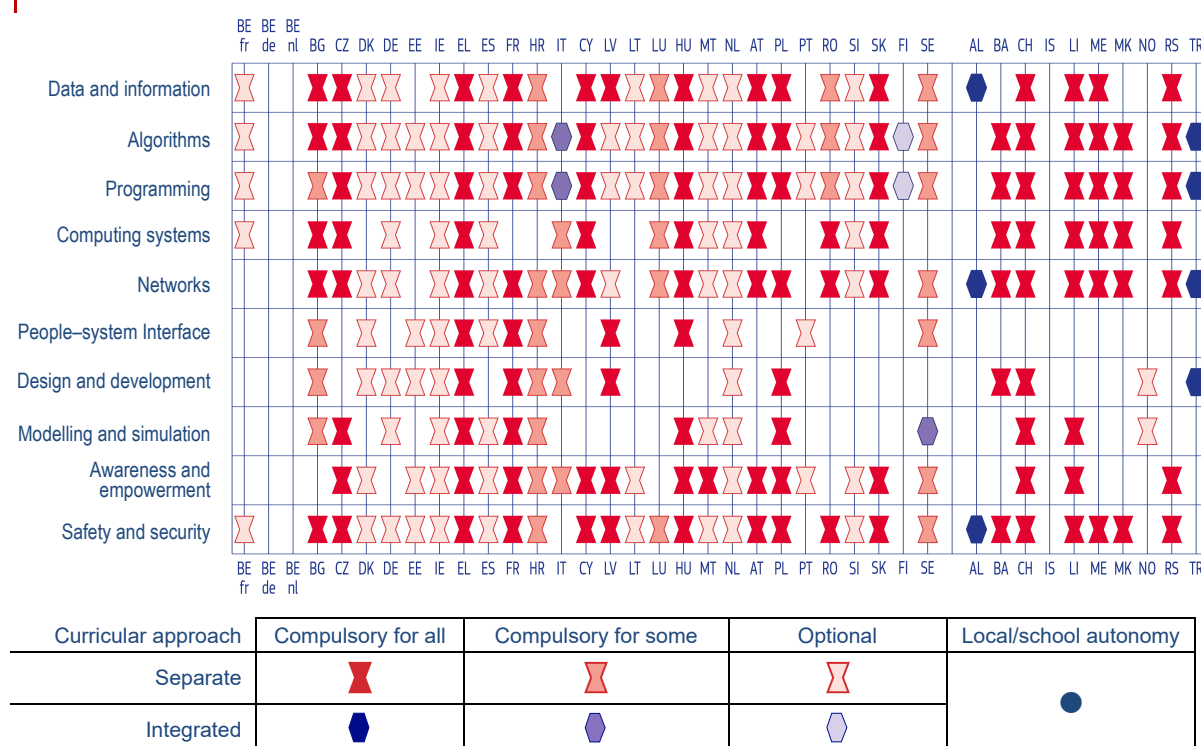 BE BE BE
fr de nl BG CZ DK DE EE IE EL ES FR HR IT CY LV LT LU HU MT NL AT PL PT RO SI SK FI SE AL BA CH IS LI ME MK NO RS TR
Data and information
Algorithms
Programming
Computing systems
Networks
People–system Interface
Design and development
Modelling and simulation
Awareness and
empowerment
Safety and security
BE BE BE BG CZ DK DE EE IE EL ES FR HR IT CY LV LT LU HU MT NL AT PL PT RO SI SK FI SE AL BA CH IS LI ME MK NO RS TR
fr de nl
Curricular approach Compulsory for all Compulsory for some Optional Local/school autonomy
Separate
Integrated